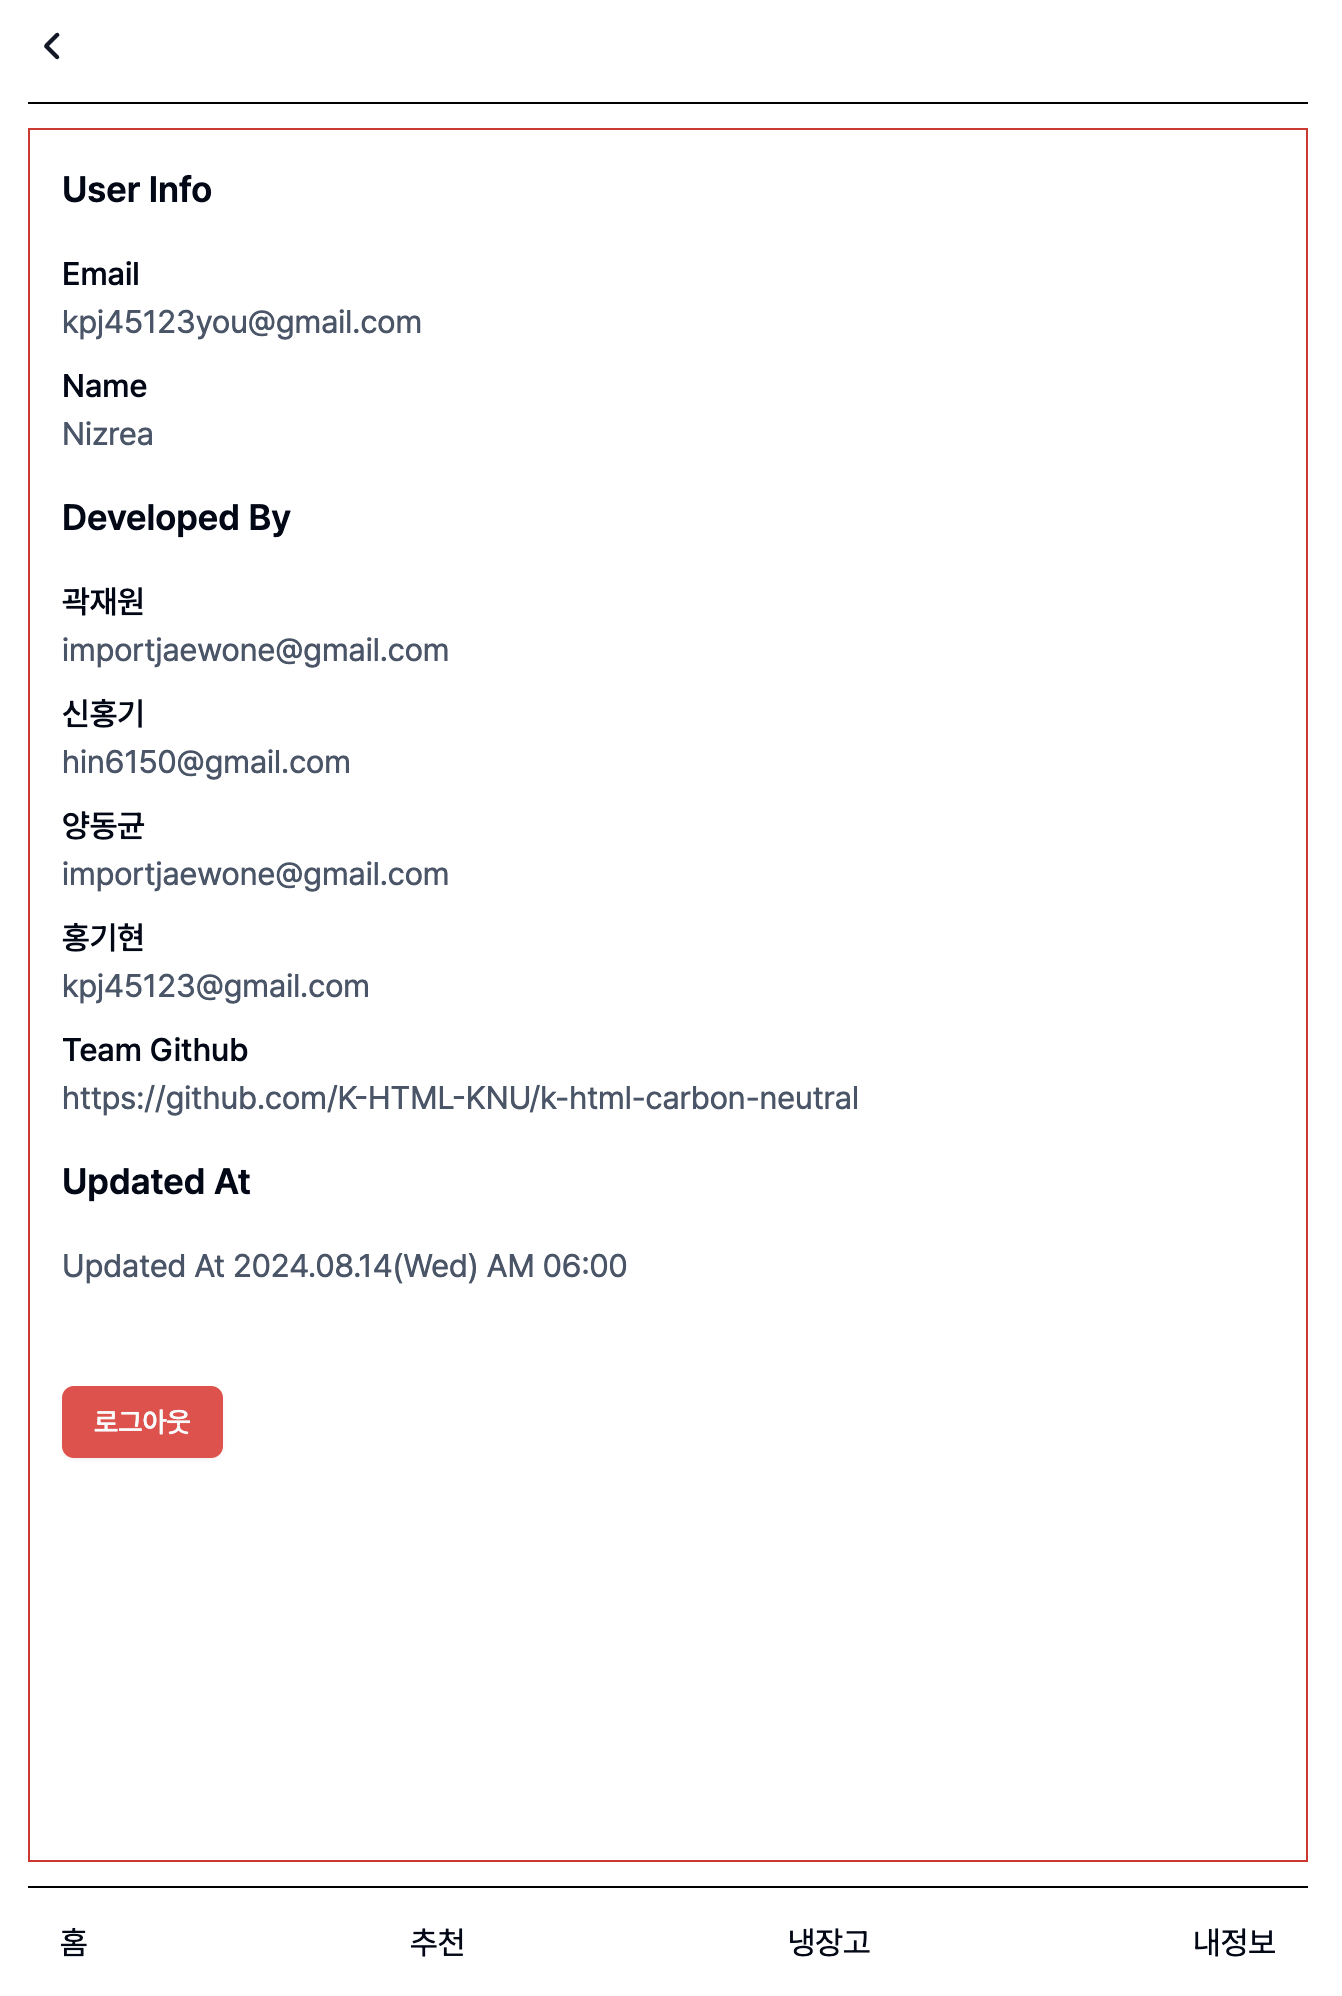 User Info
Email
kpj45123you@gmail.com
Name
Nizrea
Developed By
곽재원
importjaewone@gmail.com
신홍기
hin6150@gmail.com
양동균
importjaewone@gmail.com
홍기현
kpj45123@gmail.com
Team Github
https://github.com/K-HTML-KNU/k-html-carbon-neutral
Updated At
Updated At 2024.08.14(Wed) AM 06:00
로그아웃
홈 추천 냉장고 내정보